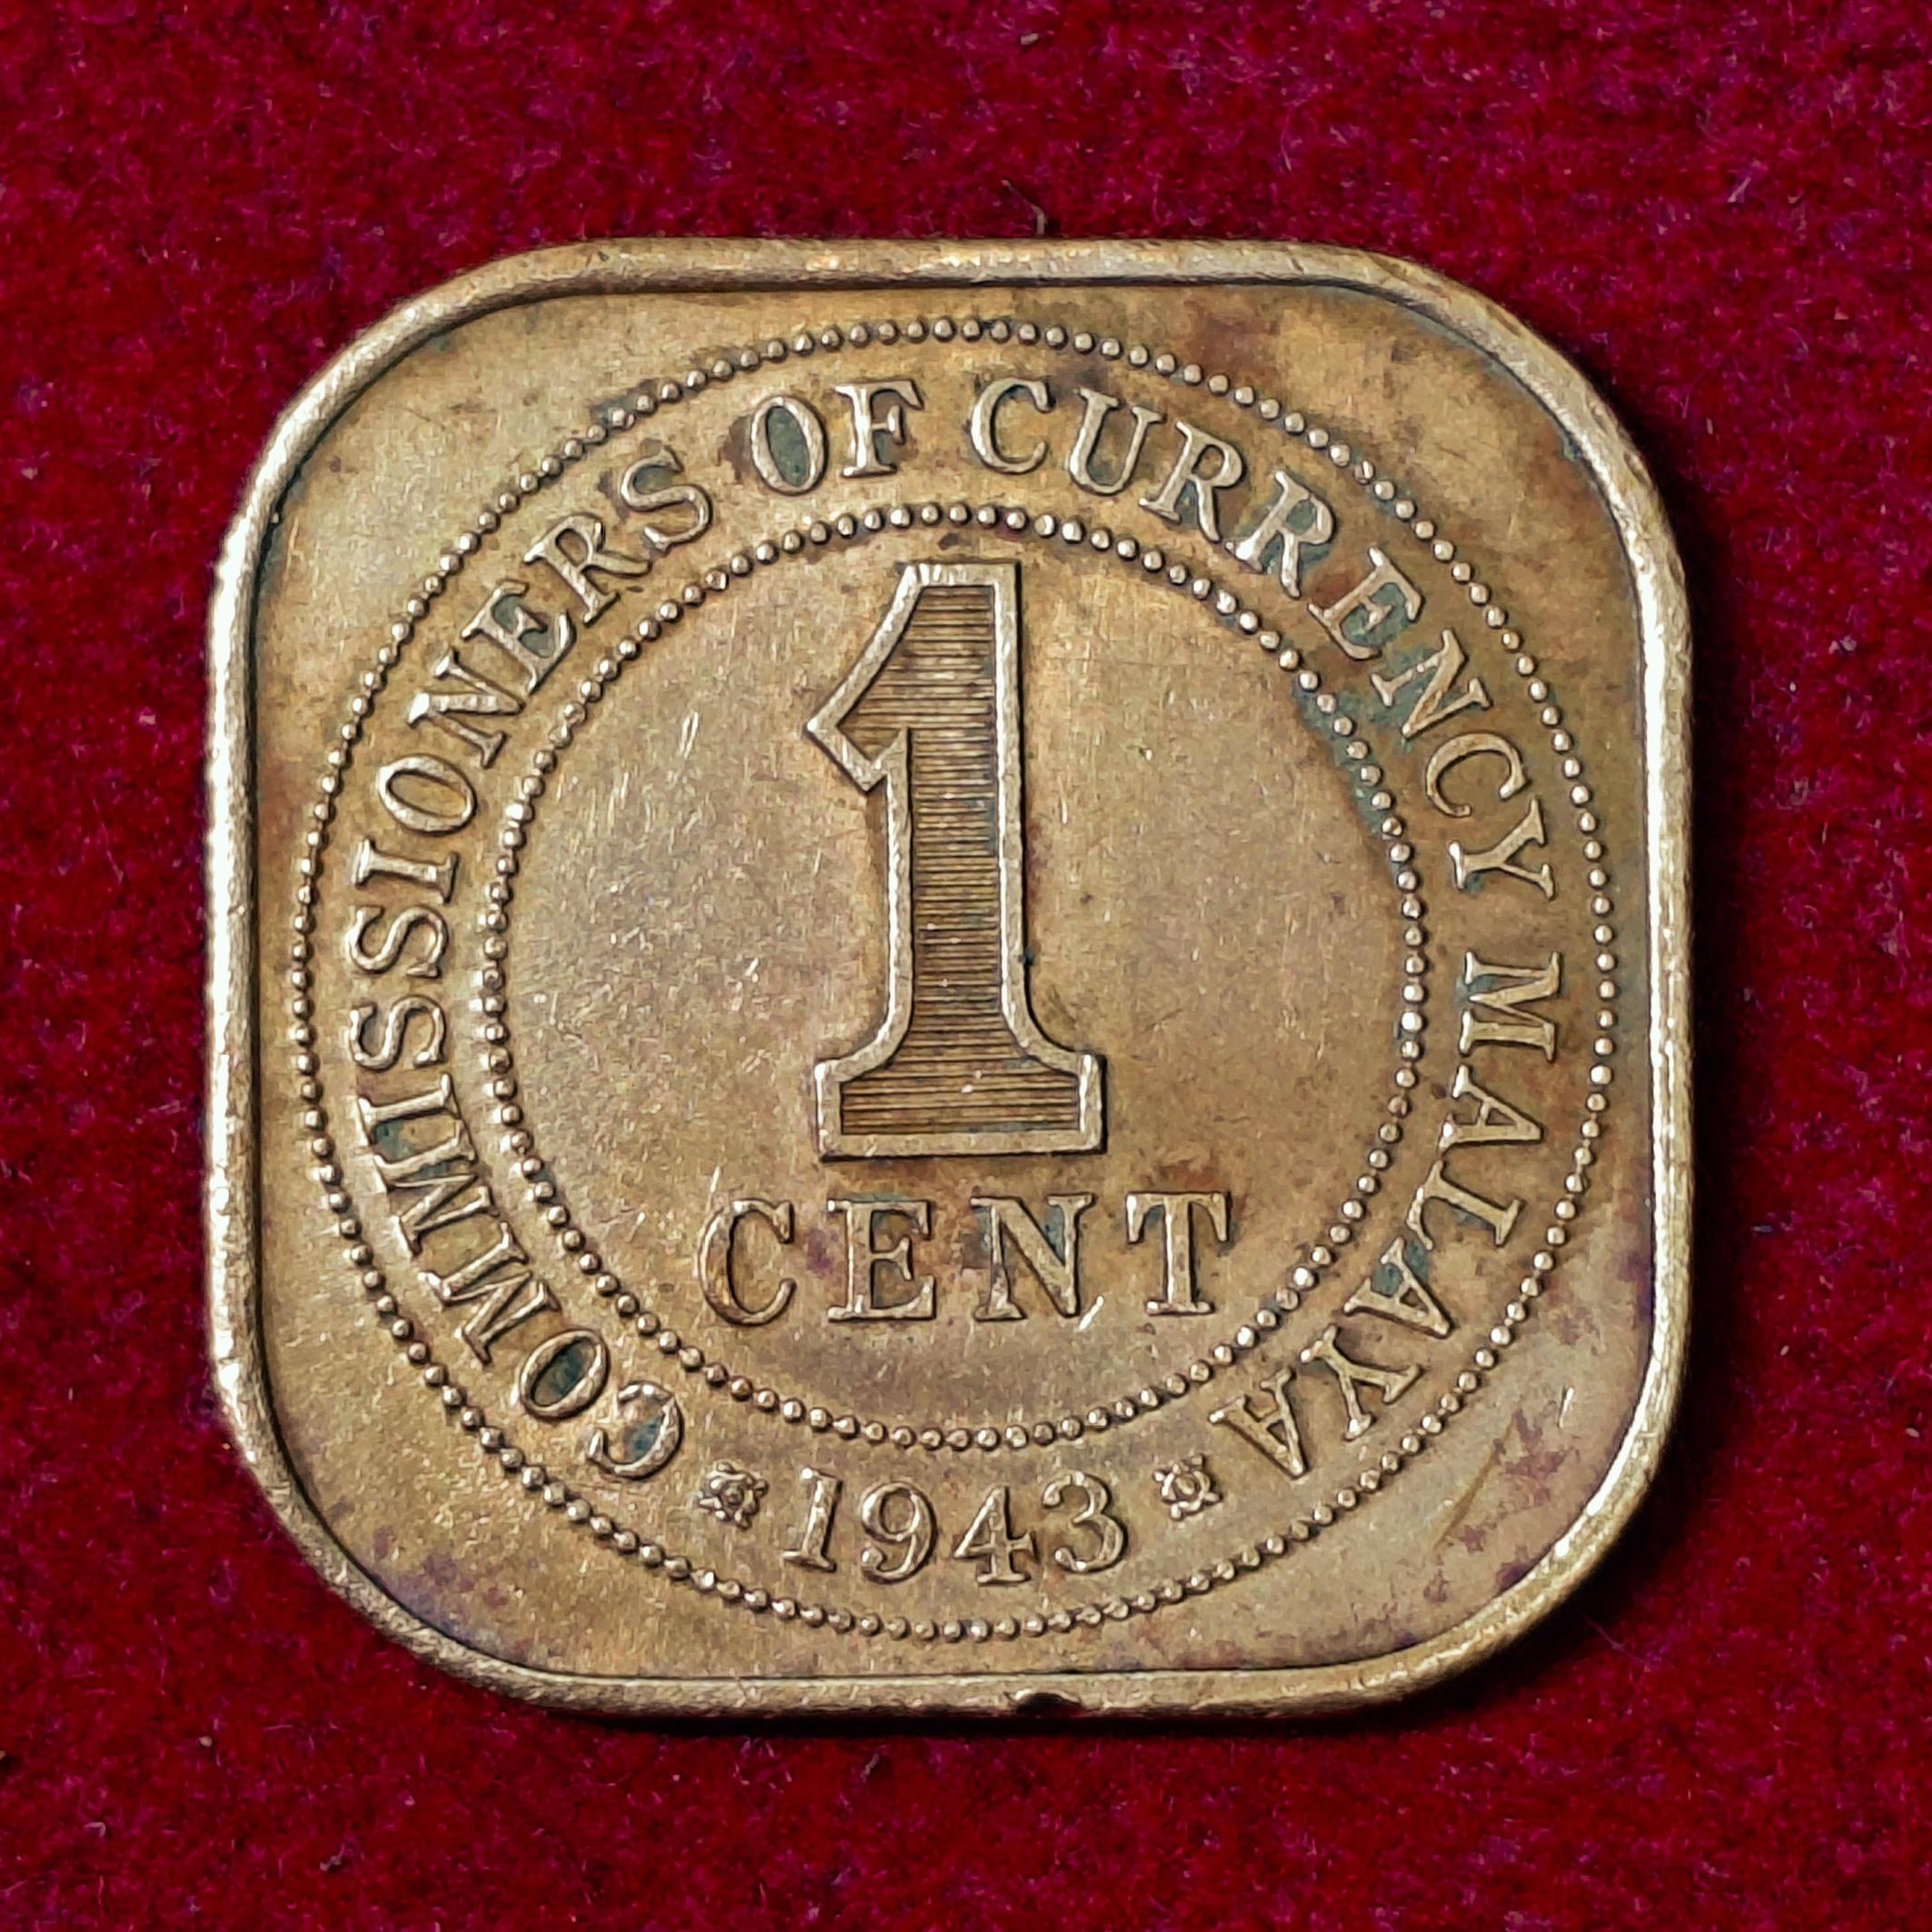 COMMISSIONERS OF CURRENCY MALAYA
1
CENT
1943